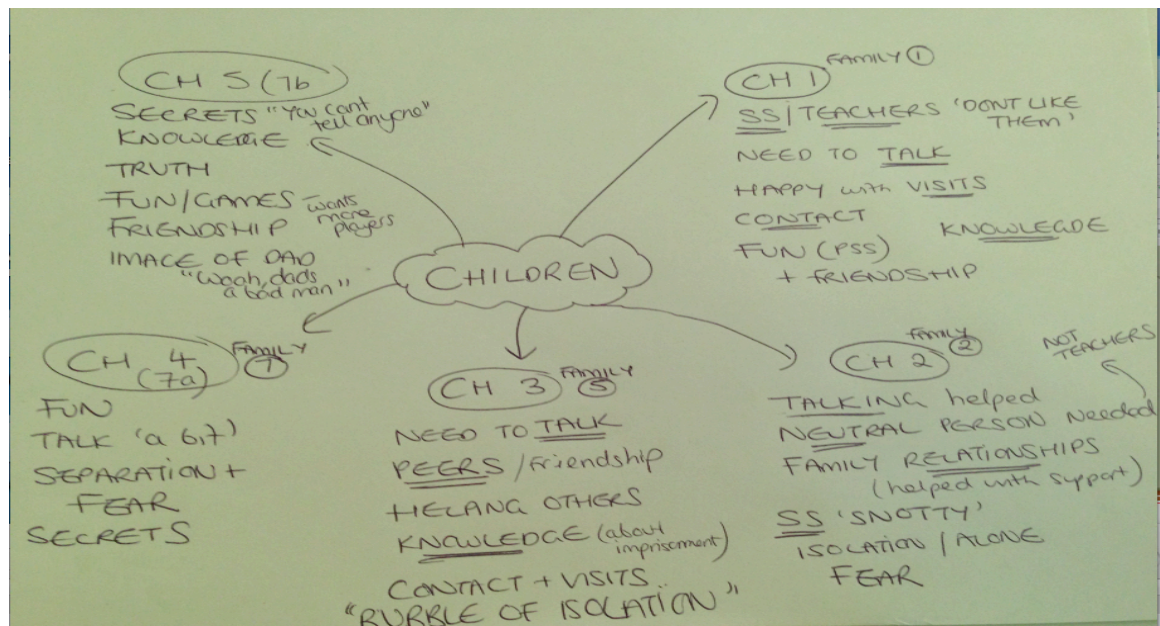 CH 5 (7b
SECRETS "You cant
tell anyone"
KNOWLEDGE
TRUTH
FUN/GAMES wants
more
players
FRIENDSHIP
IMAGE OF DAD
"Woah, dads
a bad man"
CH 1 FAMILY 1
SS/TEACHERS 'DONT LIKE
THEM'
NEED TO TALK
HAPPY with VISITS
CONTACT
KNOWLEGDE
FUN (PSS)
+ FRIENDSHIP
CHILDREN
CH 4 FAMILY 7
(7a)
FUN
TALK 'a 6,7)
SEPARATION +
FEAR
SECRETS
CH 3 FAMILY 5
NEED TO TALK
PEERS / friendship
HELPING OTHERS
KNOWLEDGE (about
imprisoment)
CONTACT + VISITS
"BUBBLE OF ISOLATION"
CH 2 FAMILY 2
NOT
TEACHERS
TALKING helped
NEUTRAL PERSON Needed
FAMILY RELATIONSHIPS
(helped with support)
SS 'SNOTTY'
ISOLATION / ALONE
FEAR